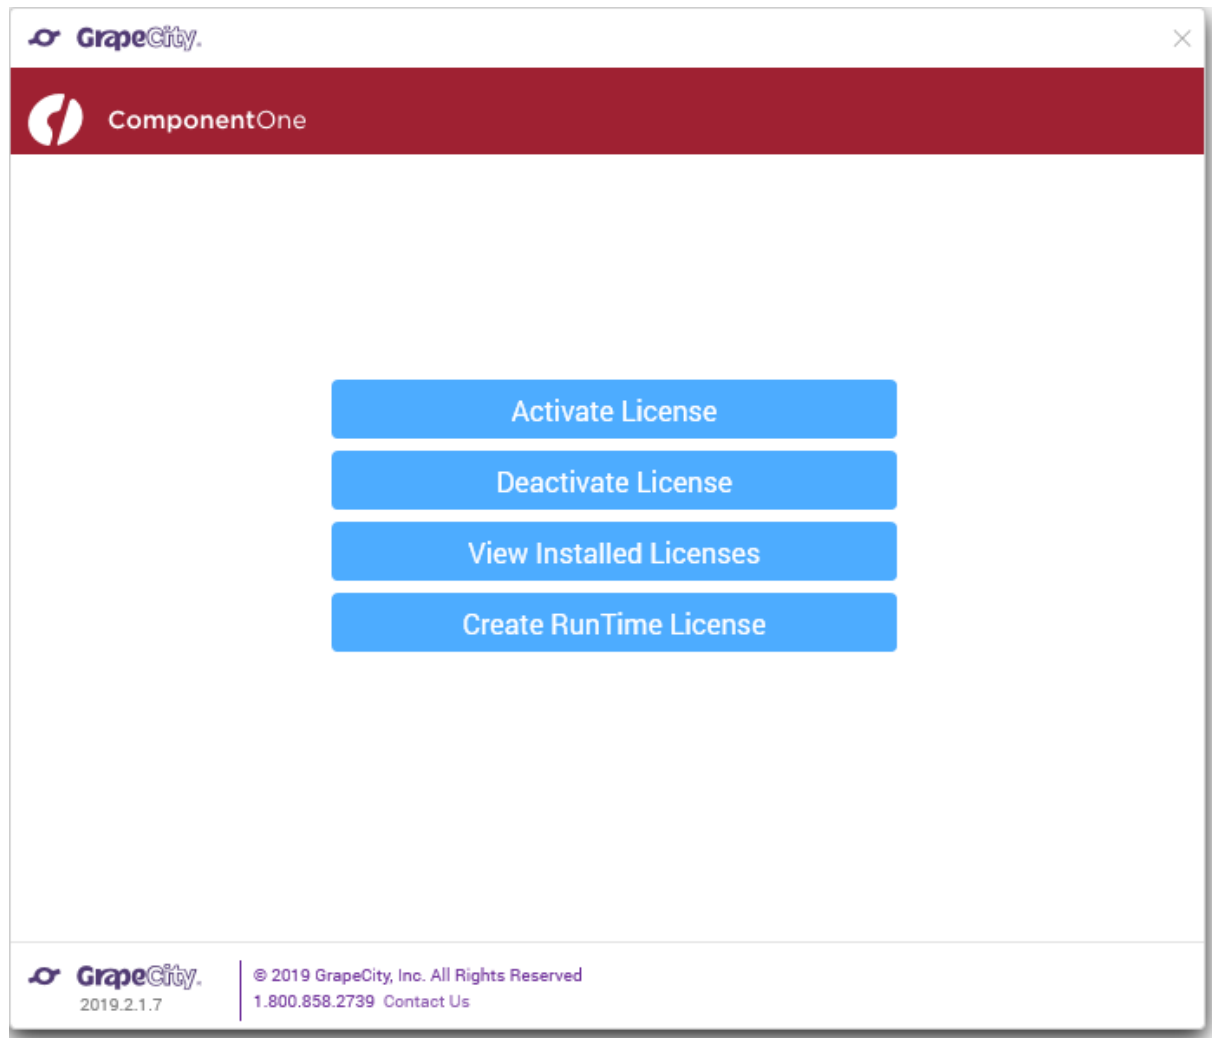 GrapeCity.
ComponentOne
Activate License
Deactivate License
View Installed Licenses
Create RunTime License
GrapeCity.
2019.2.1.7
© 2019 GrapeCity, Inc. All Rights Reserved
1.800.858.2739 Contact Us